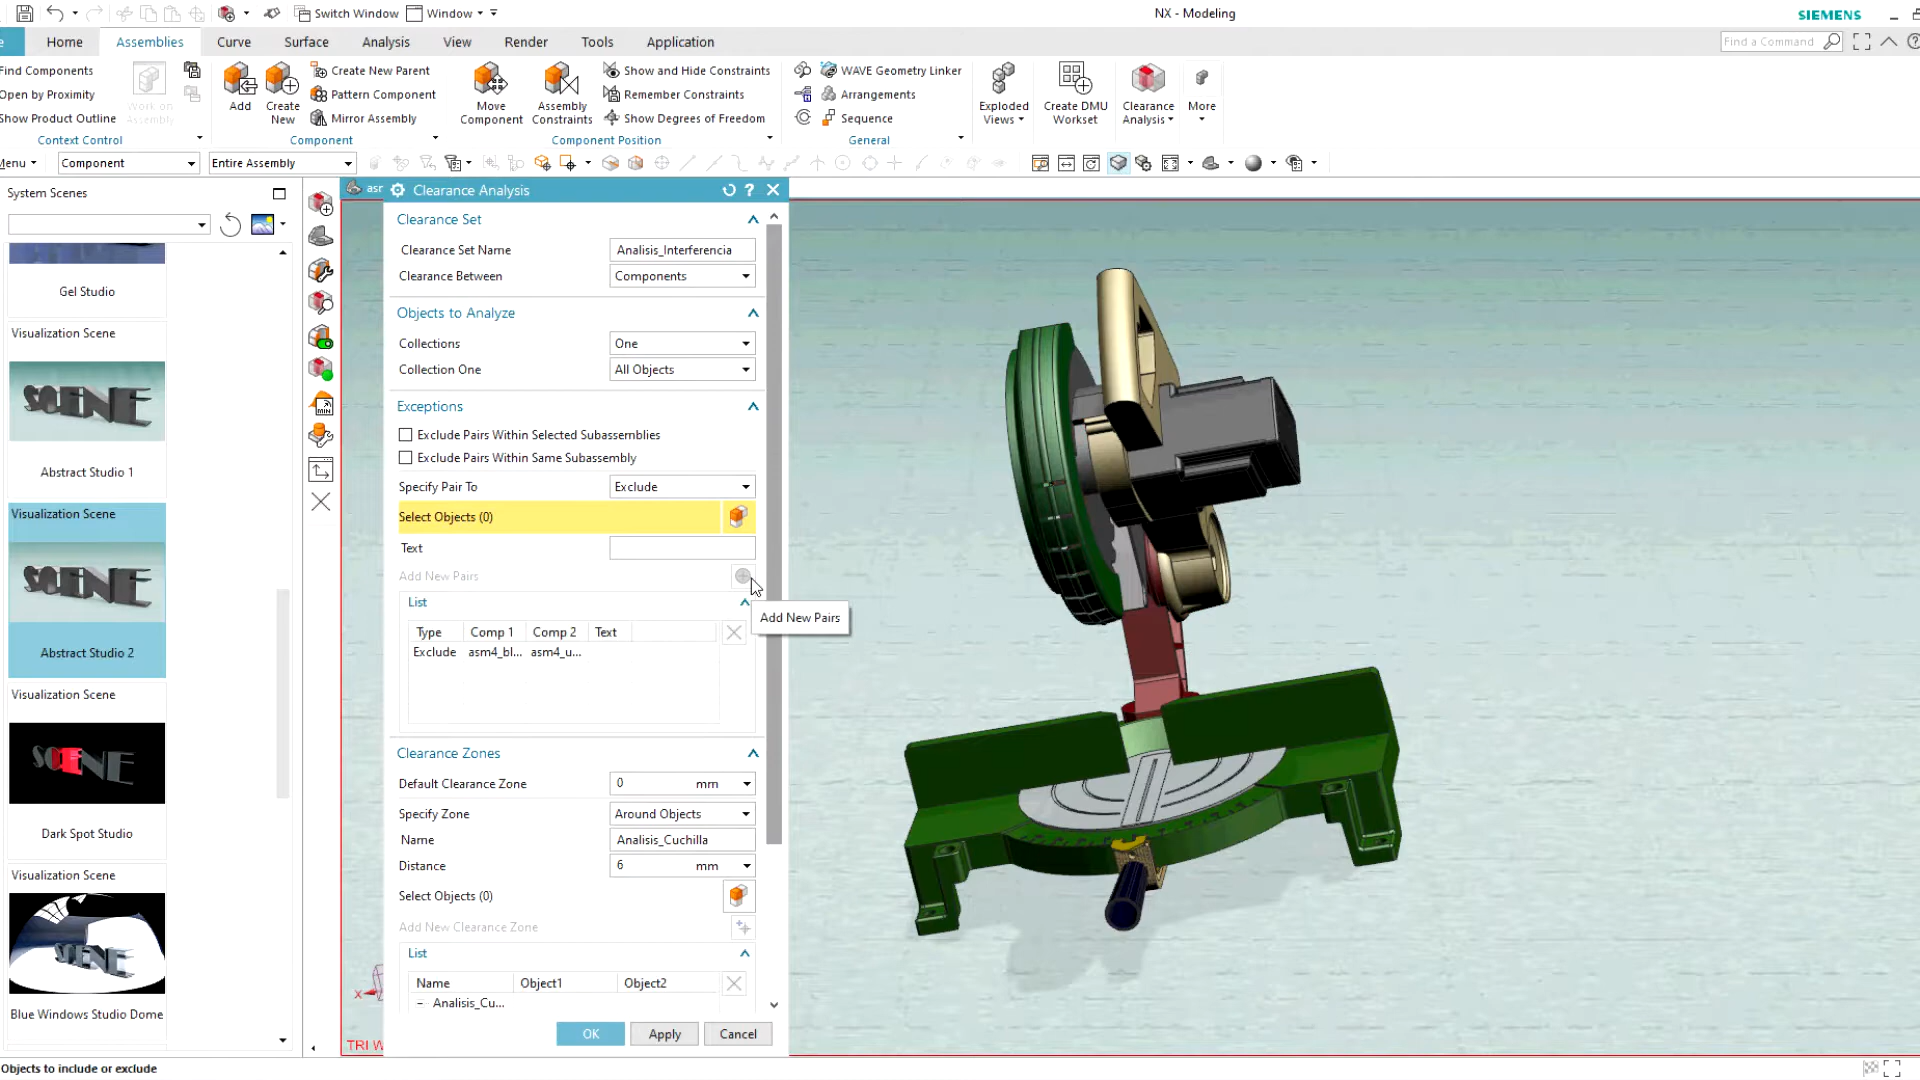 Switch Window
Window
NX - Modeling
SIEMENS
Home
Assemblies
Curve
Surface
Analysis
View
Render
Tools
Application
Find a Command
Find Components
Open by Proximity
Show Product Outline
Context Control
Work on
Assembly
Add
Create
New
Create New Parent
Pattern Component
Mirror Assembly
Component
Move
Component
Assembly
Constraints
Show and Hide Constraints
Remember Constraints
Show Degrees of Freedom
Component Position
WAVE Geometry Linker
Arrangements
Sequence
General
Exploded
Views
Create DMU
Workset
Clearance
Analysis
More
Menu
Component
Entire Assembly
System Scenes
Gel Studio
Visualization Scene
Abstract Studio 1
Visualization Scene
Abstract Studio 2
Visualization Scene
Dark Spot Studio
Visualization Scene
Blue Windows Studio Dome
Clearance Analysis
Clearance Set
Clearance Set Name
Analisis_Interferencia
Clearance Between
Components
Objects to Analyze
Collections
One
Collection One
All Objects
Exceptions
Exclude Pairs Within Selected Subassemblies
Exclude Pairs Within Same Subassembly
Specify Pair To
Exclude
Select Objects (0)
Text
Add New Pairs
Add New Pairs
List
Type Comp 1 Comp 2 Text
Exclude asm4_bl... asm4_u...
Clearance Zones
Default Clearance Zone
0 mm
Specify Zone
Around Objects
Name
Analisis_Cuchilla
Distance
6 mm
Select Objects (0)
Add New Clearance Zone
List
Name Object1 Object2
Analisis_Cu...
OK
Apply
Cancel
X
TRI W
Objects to include or exclude